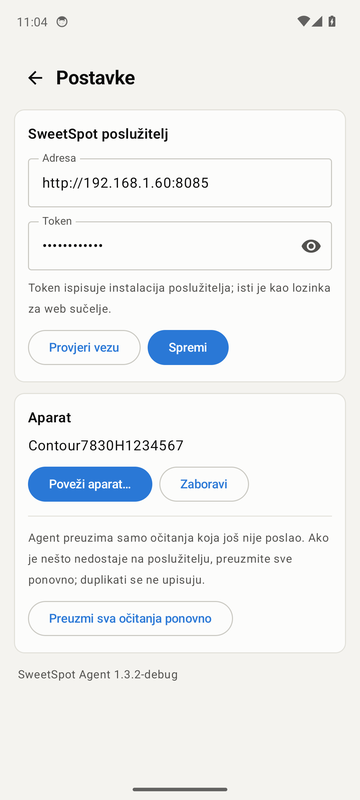 11:04
Postavke
SweetSpot poslužitelj
Adresa
http://192.168.1.60:8085
Token
••••••••••••
Token ispisuje instalacija poslužitelja; isti je kao lozinka
za web sučelje.
Provjeri vezu
Spremi
Aparat
Contour7830H1234567
Poveži aparat…
Zaboravi
Agent preuzima samo očitanja koja još nije poslao. Ako
je nešto nedostaje na poslužitelju, preuzmite sve
ponovno; duplikati se ne upisuju.
Preuzmi sva očitanja ponovno
SweetSpot Agent 1.3.2-debug